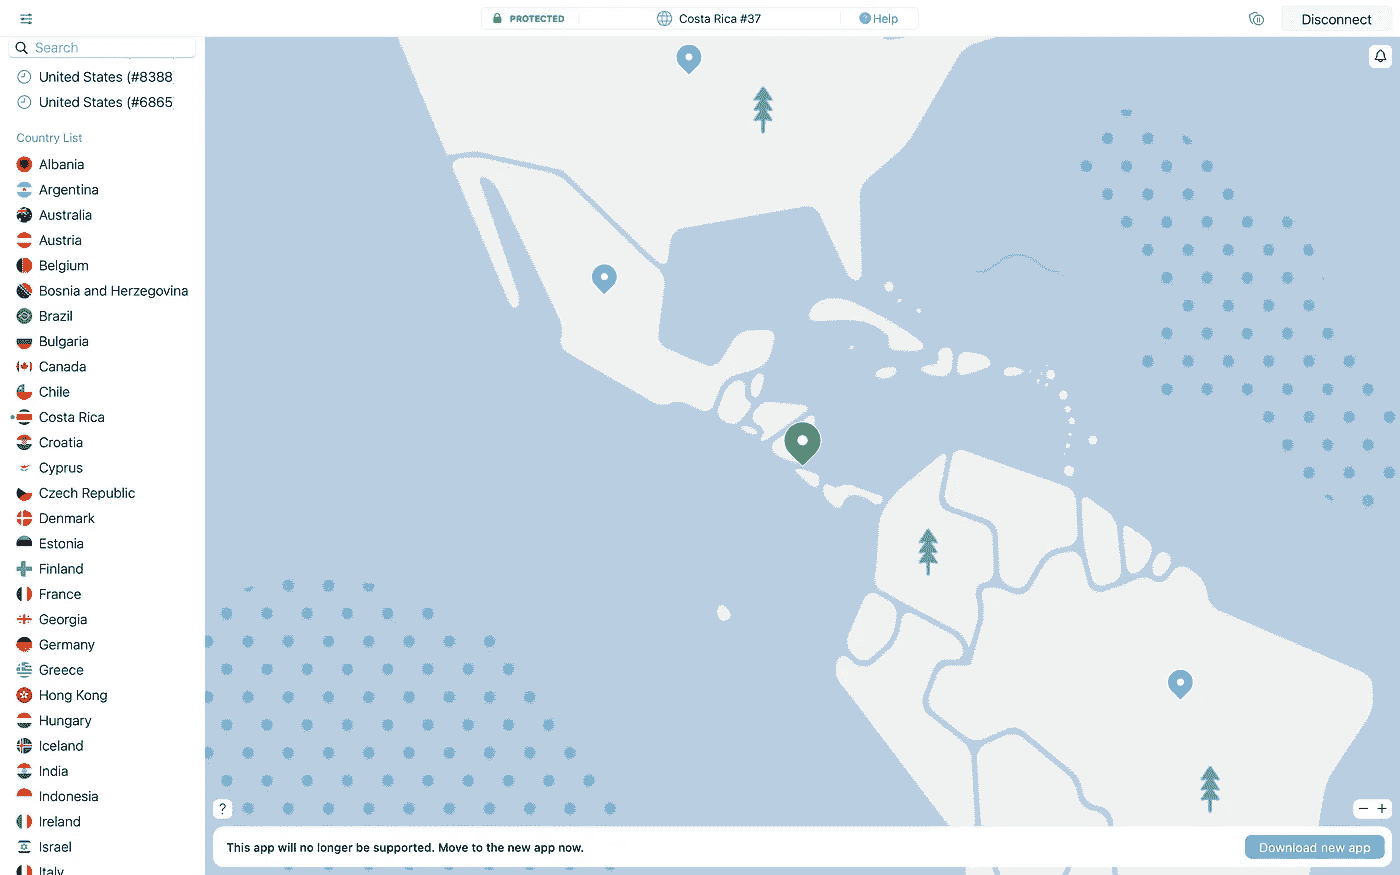 PROTECTED
Costa Rica #37
Help
Disconnect
Search
United States (#8388
United States (#6865
Country List
Albania
Argentina
Australia
Austria
Belgium
Bosnia and Herzegovina
Brazil
Bulgaria
Canada
Chile
Costa Rica
Croatia
Cyprus
Czech Republic
Denmark
Estonia
Finland
France
Georgia
Germany
Greece
Hong Kong
Hungary
Iceland
India
Indonesia
Ireland
Israel
Italy
?
− +
This app will no longer be supported. Move to the new app now.
Download new app